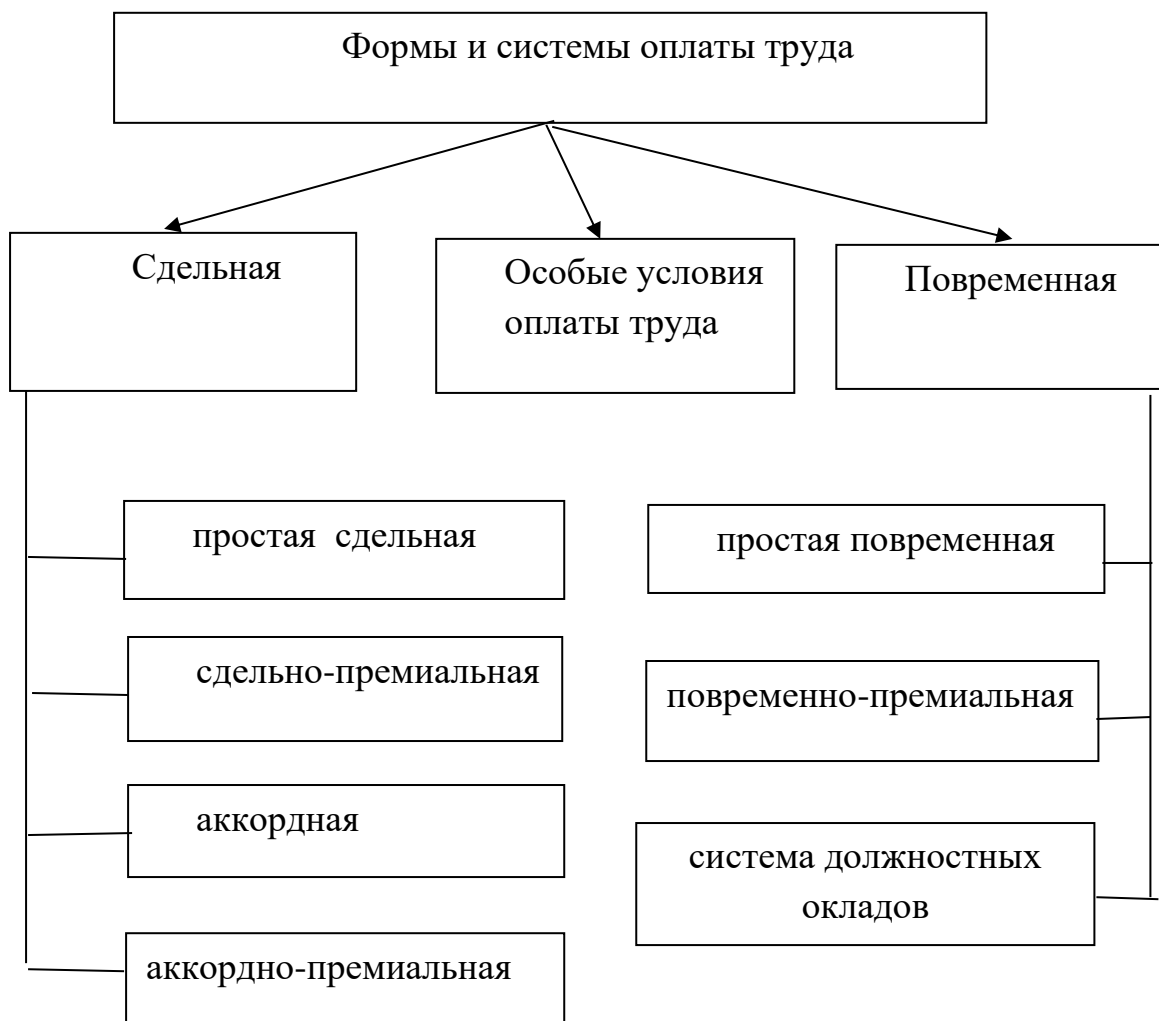 Формы и системы оплаты труда
Сдельная
Особые условия
оплаты труда
Повременная
простая сдельная
простая повременная
сдельно-премиальная
повременно-премиальная
аккордная
система должностных
окладов
аккордно-премиальная